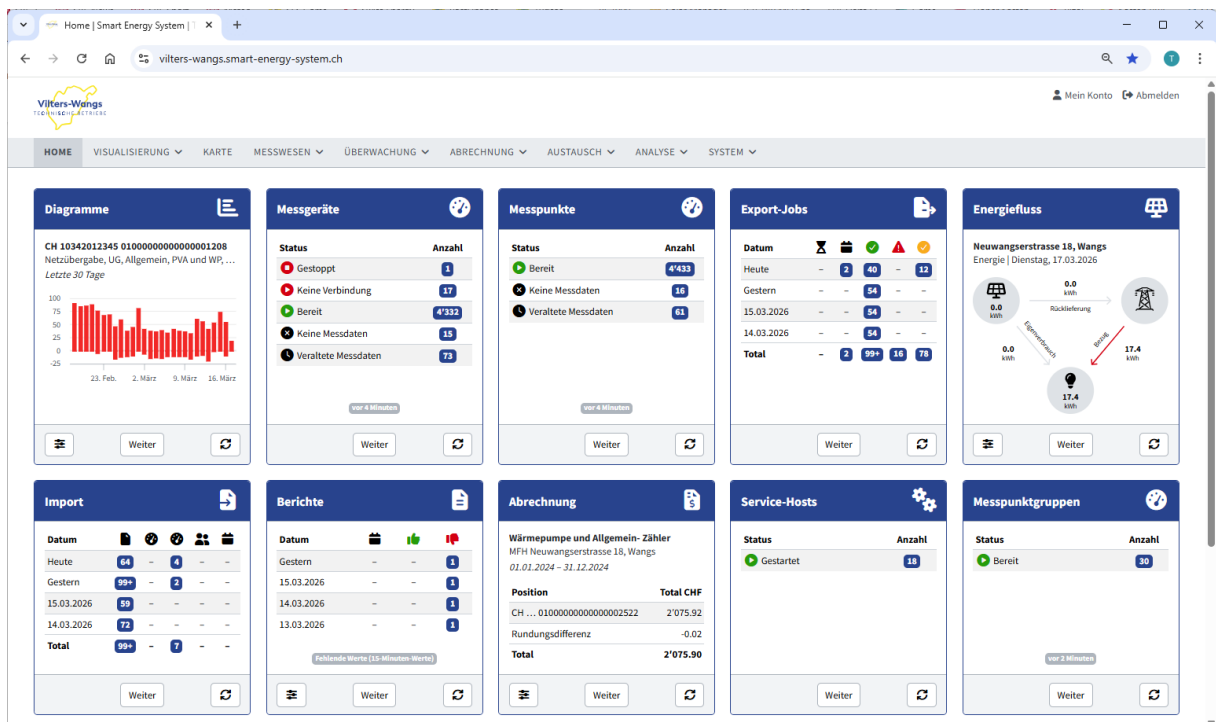 Home | Smart Energy System |
vilters-wangs.smart-energy-system.ch
T
Vilters-Wangs
TECHNISCHE BETRIEBE
Mein Konto Abmelden
HOME VISUALISIERUNG KARTE MESSWESEN ÜBERWACHUNG ABRECHNUNG AUSTAUSCH ANALYSE SYSTEM
Diagramme
CH 10342012345 01000000000000001208
Netzübergabe, UG, Allgemein, PVA und WP, ...
Letzte 30 Tage
100
75
50
25
0
-25
23. Feb. 2. März 9. März 16. März
Weiter
Messgeräte
Status Anzahl
Gestoppt 1
Keine Verbindung 17
Bereit 4'332
Keine Messdaten 15
Veraltete Messdaten 73
vor 4 Minuten
Weiter
Messpunkte
Status Anzahl
Bereit 4'433
Keine Messdaten 16
Veraltete Messdaten 61
vor 4 Minuten
Weiter
Export-Jobs
Datum
Heute – 2 40 – 12
Gestern – – 54 – –
15.03.2026 – – 54 – –
14.03.2026 – – 54 – –
Total – 2 99+ 16 78
Weiter
Energiefluss
Neuwangserstrasse 18, Wangs
Energie | Dienstag, 17.03.2026
0.0
kWh
0.0
kWh
Rücklieferung
Eigenverbrauch
Bezug
0.0
kWh
17.4
kWh
17.4
kWh
Weiter
Import
Datum
Heute 64 – 4 – –
Gestern 99+ – 2 – –
15.03.2026 59 – – – –
14.03.2026 72 – – – –
Total 99+ – 7 – –
Weiter
Berichte
Datum
Gestern – – 1
15.03.2026 – – 1
14.03.2026 – – 1
13.03.2026 – – 1
Fehlende Werte (15-Minuten-Werte)
Weiter
Abrechnung
Wärmepumpe und Allgemein- Zähler
MFH Neuwangserstrasse 18, Wangs
01.01.2024 – 31.12.2024
Position Total CHF
CH ... 01000000000000002522 2'075.92
Rundungsdifferenz -0.02
Total 2'075.90
Weiter
Service-Hosts
Status Anzahl
Gestartet 18
Weiter
Messpunktgruppen
Status Anzahl
Bereit 30
vor 2 Minuten
Weiter